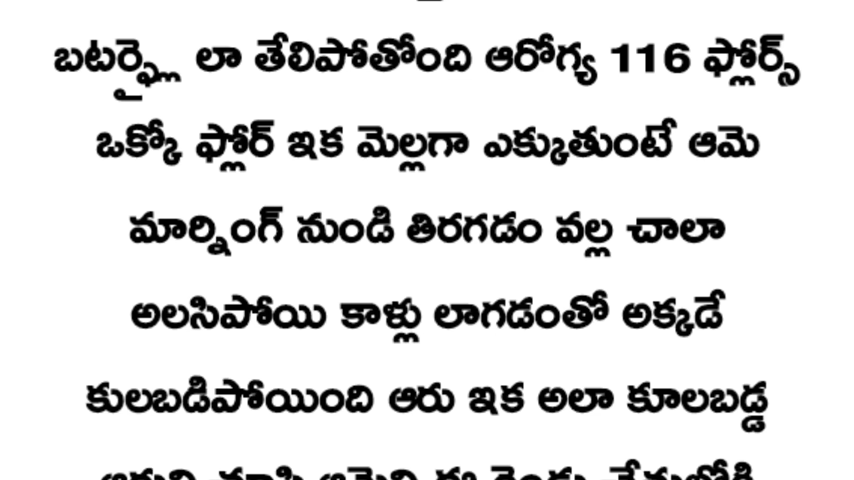 బటర్ఫ్లై లా తేలిపోతోంది ఆరోగ్య 116 ఫ్లోర్స్
ఒక్కో ఫ్లోర్ ఇక మెల్లగా ఎక్కుతుంటే ఆమె
మార్నింగ్ నుండి తిరగడం వల్ల చాలా
అలసిపోయి కాళ్లు లాగడంతో అక్కడే
కులబడిపోయింది ఆరు ఇక అలా కూలబడ్డ